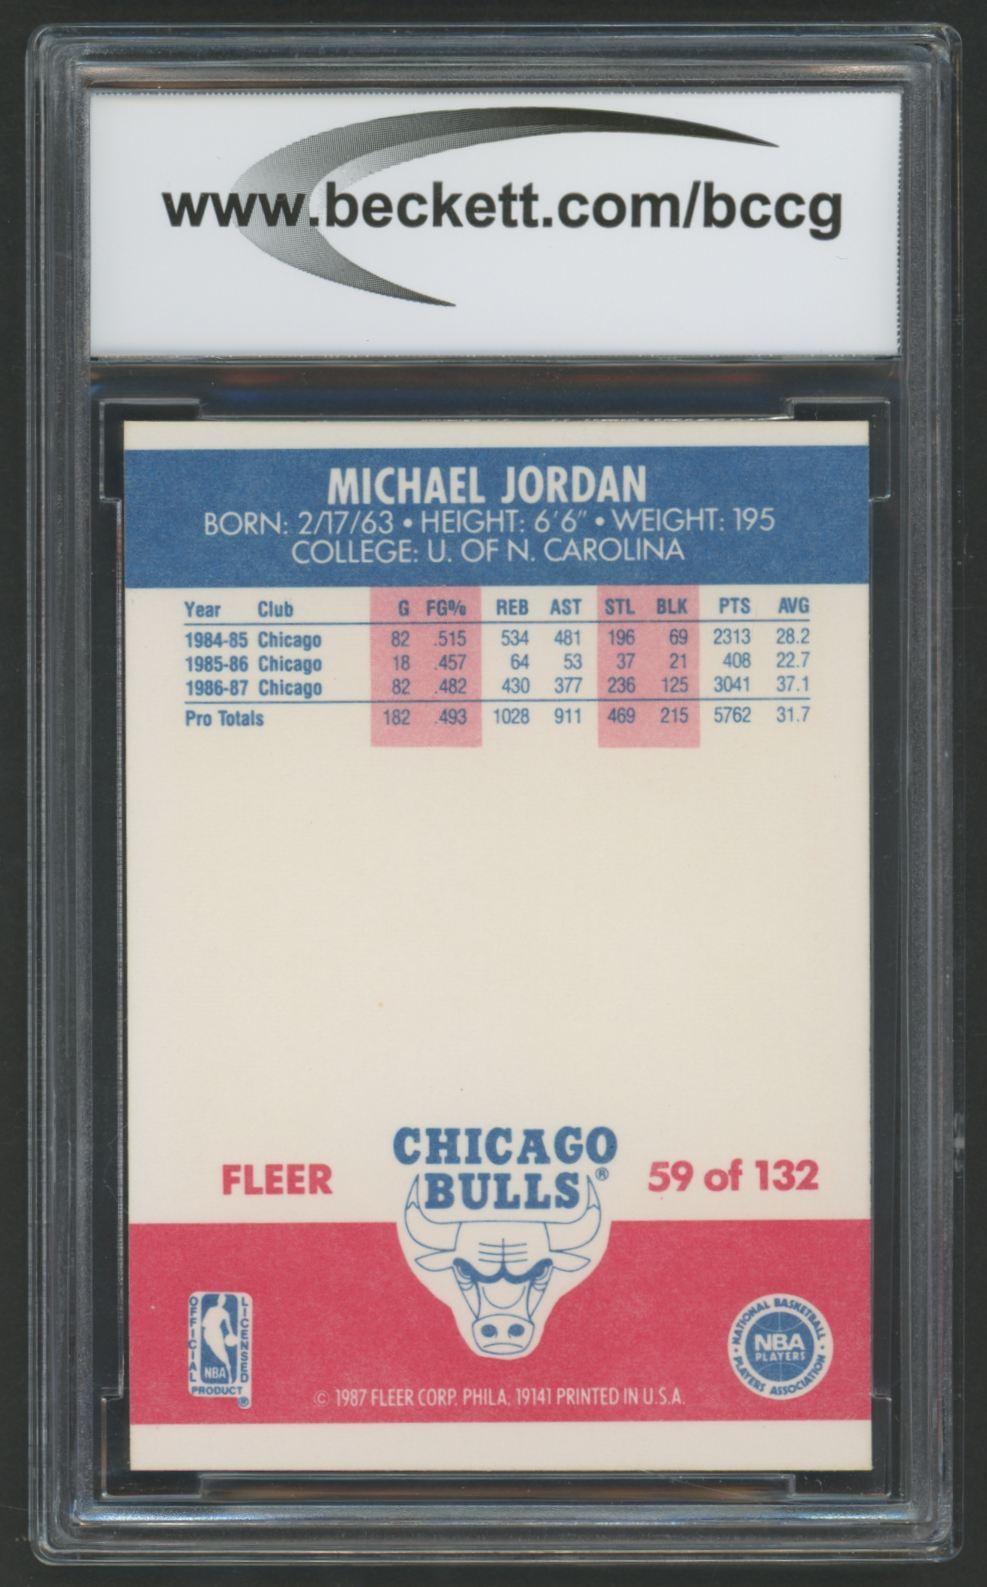 www.beckett.com/bccg
MICHAEL JORDAN
BORN: 2/17/63 • HEIGHT: 6'6" • WEIGHT: 195
COLLEGE: U. OF N. CAROLINA
Year Club G FG% REB AST STL BLK PTS AVG
1984-85 Chicago 82 .515 534 481 196 69 2313 28.2
1985-86 Chicago 18 .457 64 53 37 21 408 22.7
1986-87 Chicago 82 .482 430 377 236 125 3041 37.1
Pro Totals 182 .493 1028 911 469 215 5762 31.7
CHICAGO
BULLS®
FLEER
59 of 132
OFFICIAL
LICENSED
NBA
PRODUCT
®
NATIONAL BASKETBALL
NBA
PLAYERS
PLAYERS ASSOCIATION
© 1987 FLEER CORP. PHILA. 19141 PRINTED IN U.S.A.